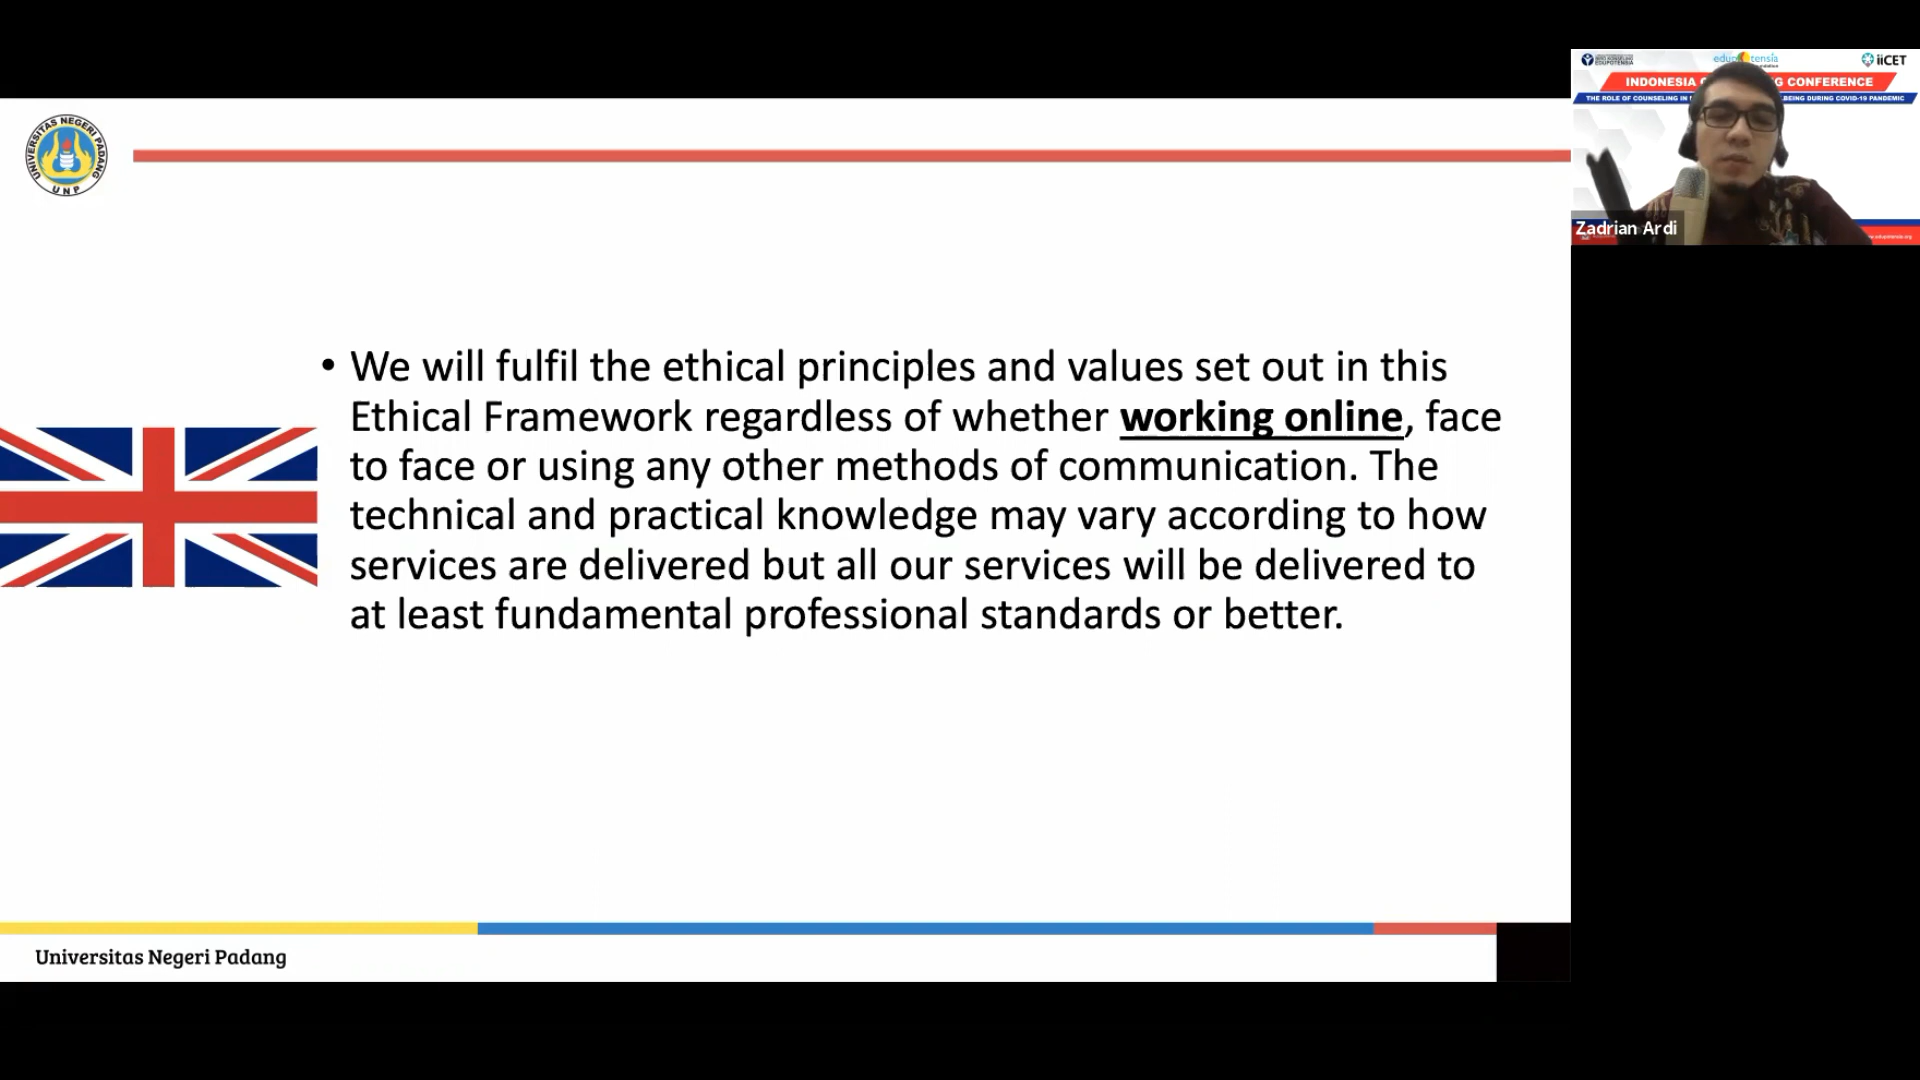 UNIVERSITAS NEGERI PADANG
UNP
• We will fulfil the ethical principles and values set out in this
Ethical Framework regardless of whether working online, face
to face or using any other methods of communication. The
technical and practical knowledge may vary according to how
services are delivered but all our services will be delivered to
at least fundamental professional standards or better.
Universitas Negeri Padang
iiCET
INDONESIA G CONFERENCE
THE ROLE OF COUNSELING IN BEING DURING COVID-19 PANDEMIC
Zadrian Ardi